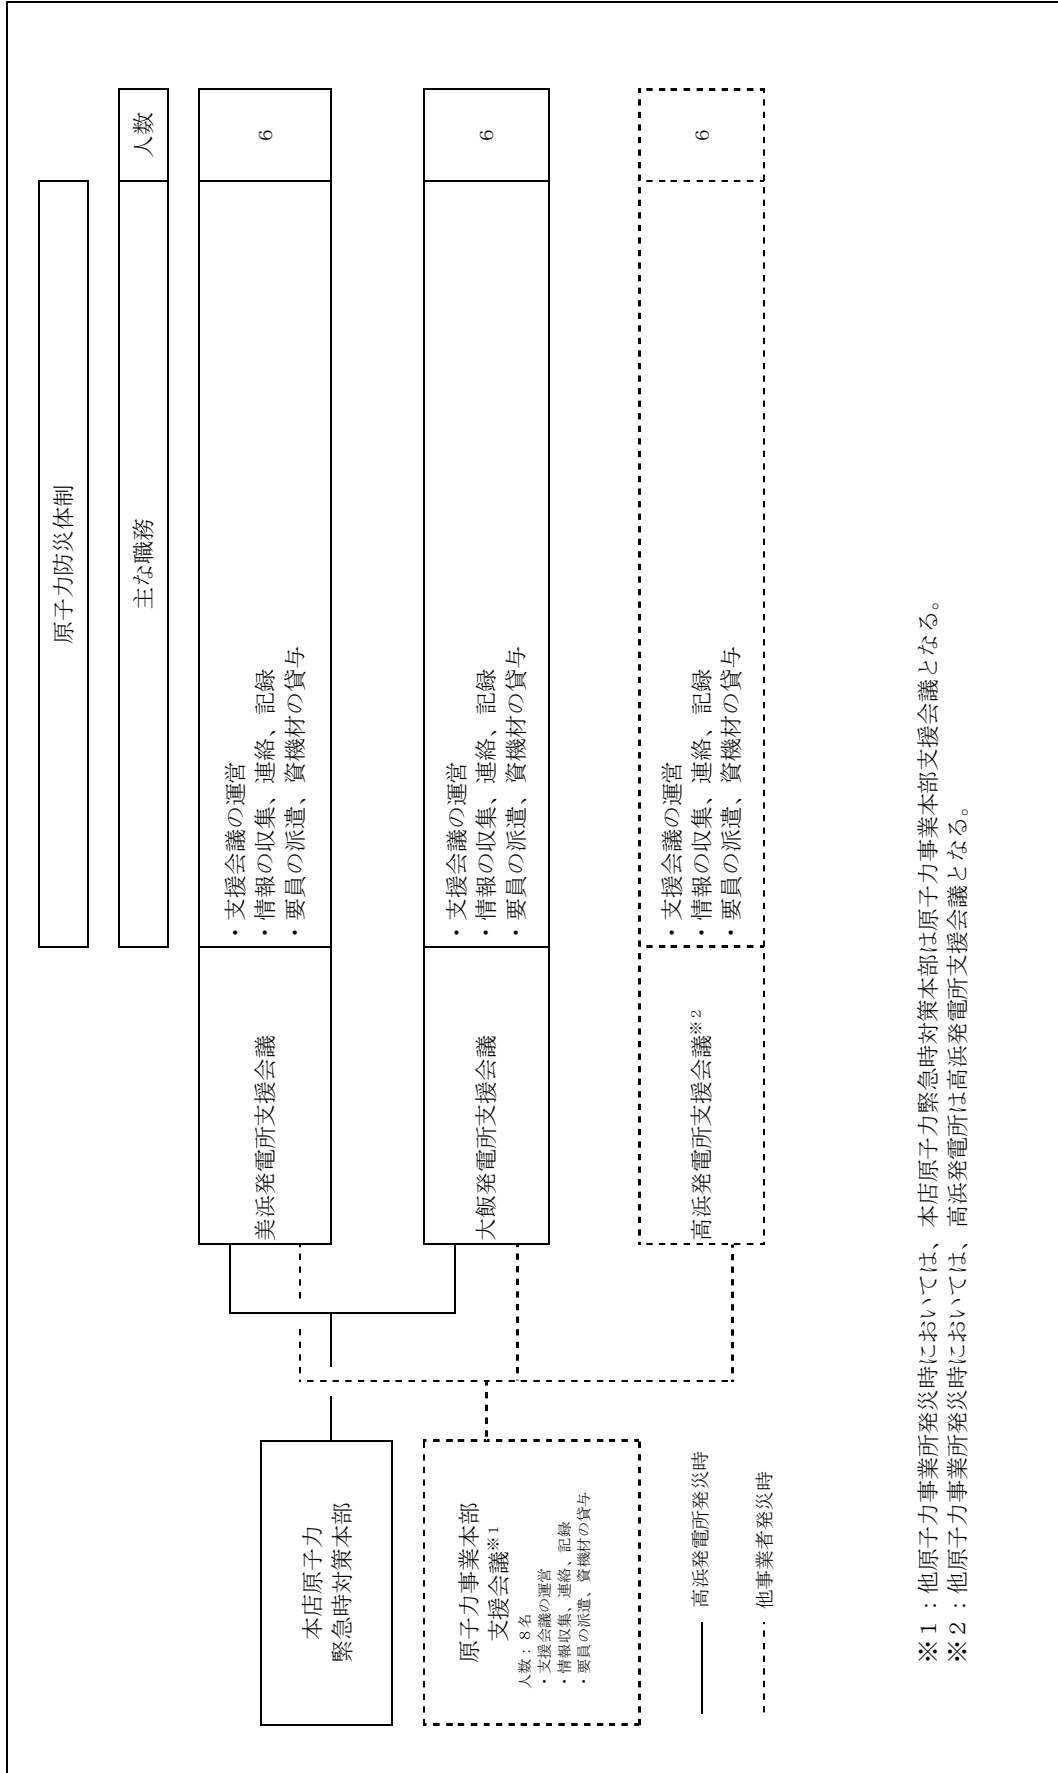 原子力防災体制
主な職務
人数
美浜発電所支援会議
・支援会議の運営
・情報の収集、連絡、記録
・要員の派遣、資機材の貸与
6
大飯発電所支援会議
・支援会議の運営
・情報の収集、連絡、記録
・要員の派遣、資機材の貸与
6
高浜発電所支援会議※2
・支援会議の運営
・情報の収集、連絡、記録
・要員の派遣、資機材の貸与
6
本店原子力
緊急時対策本部
原子力事業本部
支援会議※1
人数：８名
・支援会議の運営
・情報収集、連絡、記録
・要員の派遣、資機材の貸与
高浜発電所発災時
他事業者発災時
※１：他原子力事業所発災時においては、本店原子力緊急時対策本部は原子力事業本部支援会議となる。
※２：他原子力事業所発災時においては、高浜発電所は高浜発電所支援会議となる。